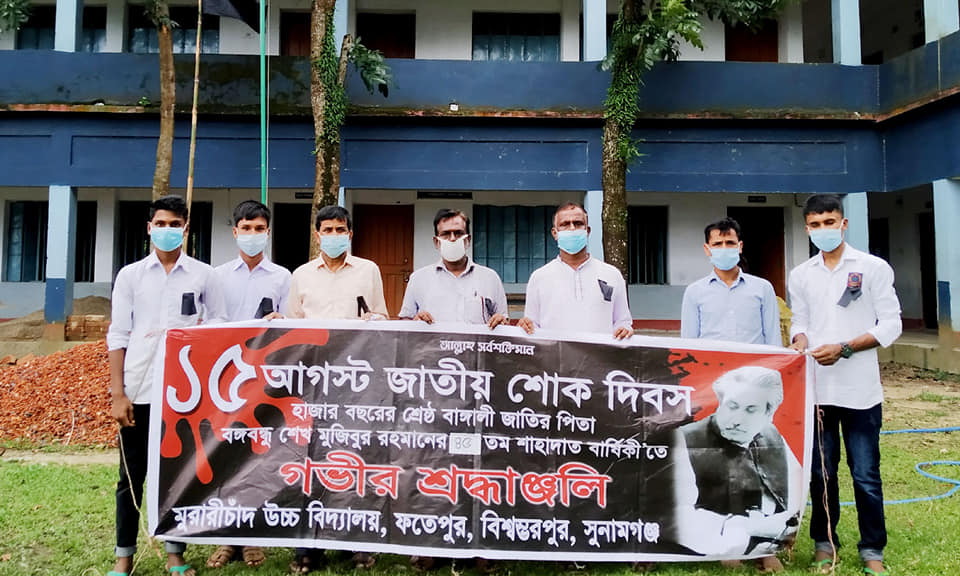 আল্লাহ সর্বশক্তিমান
১৫ আগস্ট জাতীয় শোক দিবস
হাজার বছরের শ্রেষ্ঠ বাঙ্গালী জাতির পিতা
বঙ্গবন্ধু শেখ মুজিবুর রহমানের ৪৫ তম শাহাদাত বার্ষিকী'তে
গভীর শ্রদ্ধাঞ্জলি
মুরারীচাঁদ উচ্চ বিদ্যালয়, ফতেপুর, বিশ্বম্ভরপুর, সুনামগঞ্জ